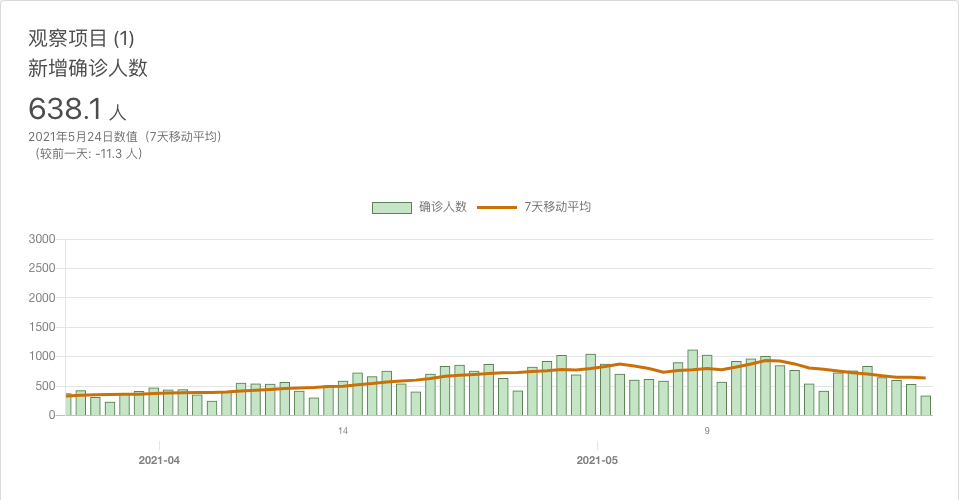 观察项目 (1)
新增确诊人数
638.1 人
2021年5月24日数值（7天移动平均）
（较前一天: -11.3 人）
确诊人数 7天移动平均
3000
2500
2000
1500
1000
500
0
14 9
2021-04 2021-05